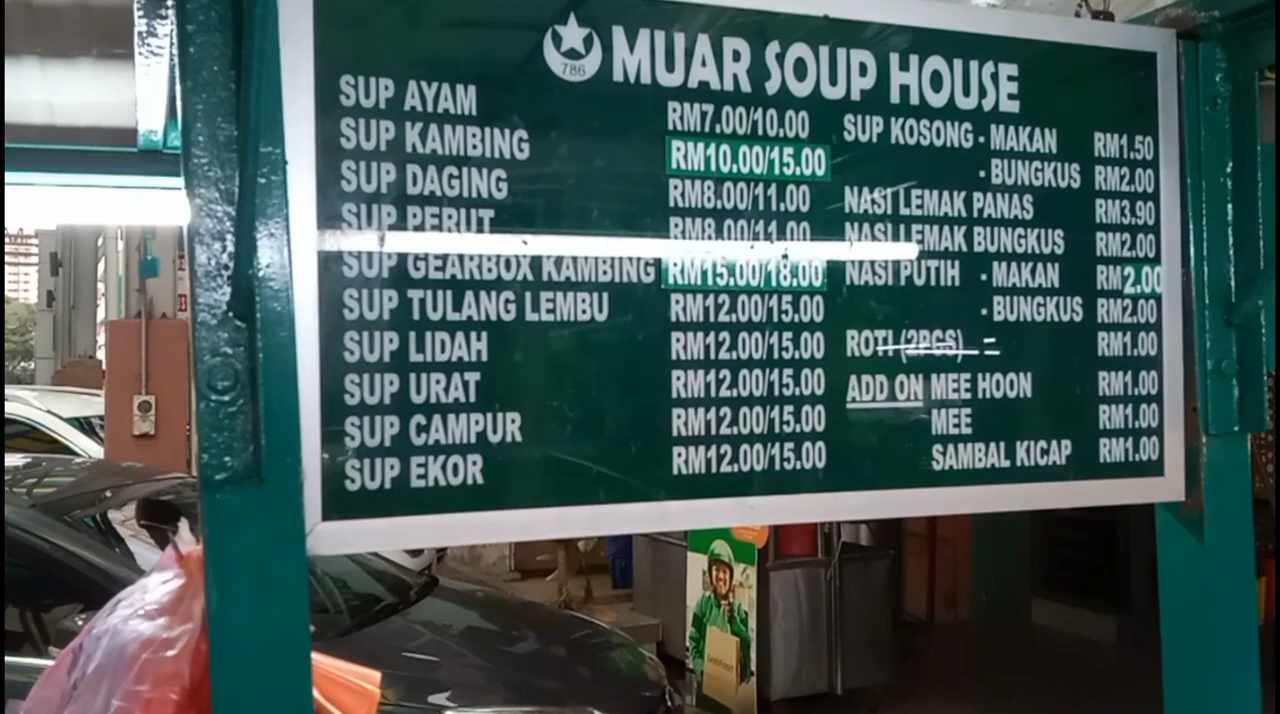 786 MUAR SOUP HOUSE
SUP AYAM RM7.00/10.00
SUP KAMBING RM10.00/15.00
SUP DAGING RM8.00/11.00
SUP PERUT RM8.00/11.00
SUP GEARBOX KAMBING RM15.00/18.00
SUP TULANG LEMBU RM12.00/15.00
SUP LIDAH RM12.00/15.00
SUP URAT RM12.00/15.00
SUP CAMPUR RM12.00/15.00
SUP EKOR RM12.00/15.00
SUP KOSONG - MAKAN RM1.50
- BUNGKUS RM2.00
NASI LEMAK PANAS RM3.90
NASI LEMAK BUNGKUS RM2.00
NASI PUTIH - MAKAN RM2.00
- BUNGKUS RM2.00
ROTI (2PCS) RM1.00
ADD ON MEE HOON RM1.00
MEE RM1.00
SAMBAL KICAP RM1.00
GrabFood